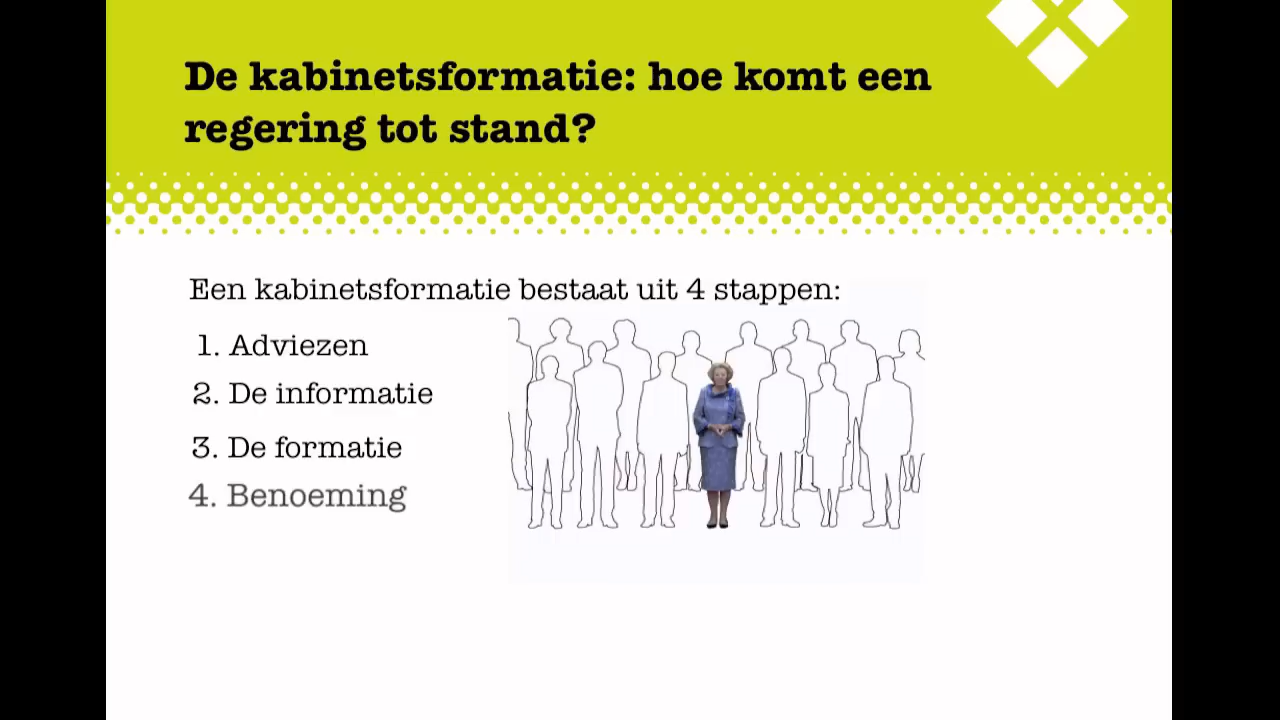 De kabinetsformatie: hoe komt een
regering tot stand?
Een kabinetsformatie bestaat uit 4 stappen:
1. Adviezen
2. De informatie
3. De formatie
4. Benoeming